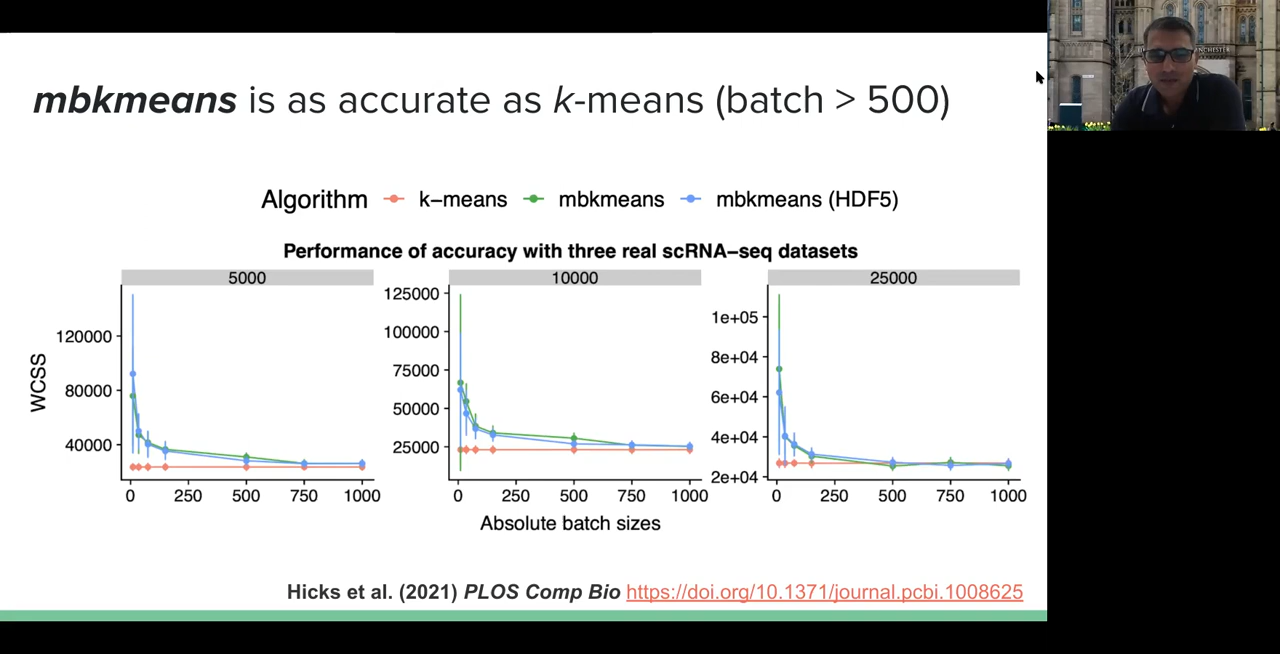 mbkmeans is as accurate as k-means (batch > 500)
Algorithm k−means mbkmeans mbkmeans (HDF5)
Performance of accuracy with three real scRNA−seq datasets
5000 10000 25000
WCSS
120000
80000
40000
125000
100000
75000
50000
25000
1e+05
8e+04
6e+04
4e+04
2e+04
0 250 500 750 1000
0 250 500 750 1000
0 250 500 750 1000
Absolute batch sizes
Hicks et al. (2021) PLOS Comp Bio https://doi.org/10.1371/journal.pcbi.1008625